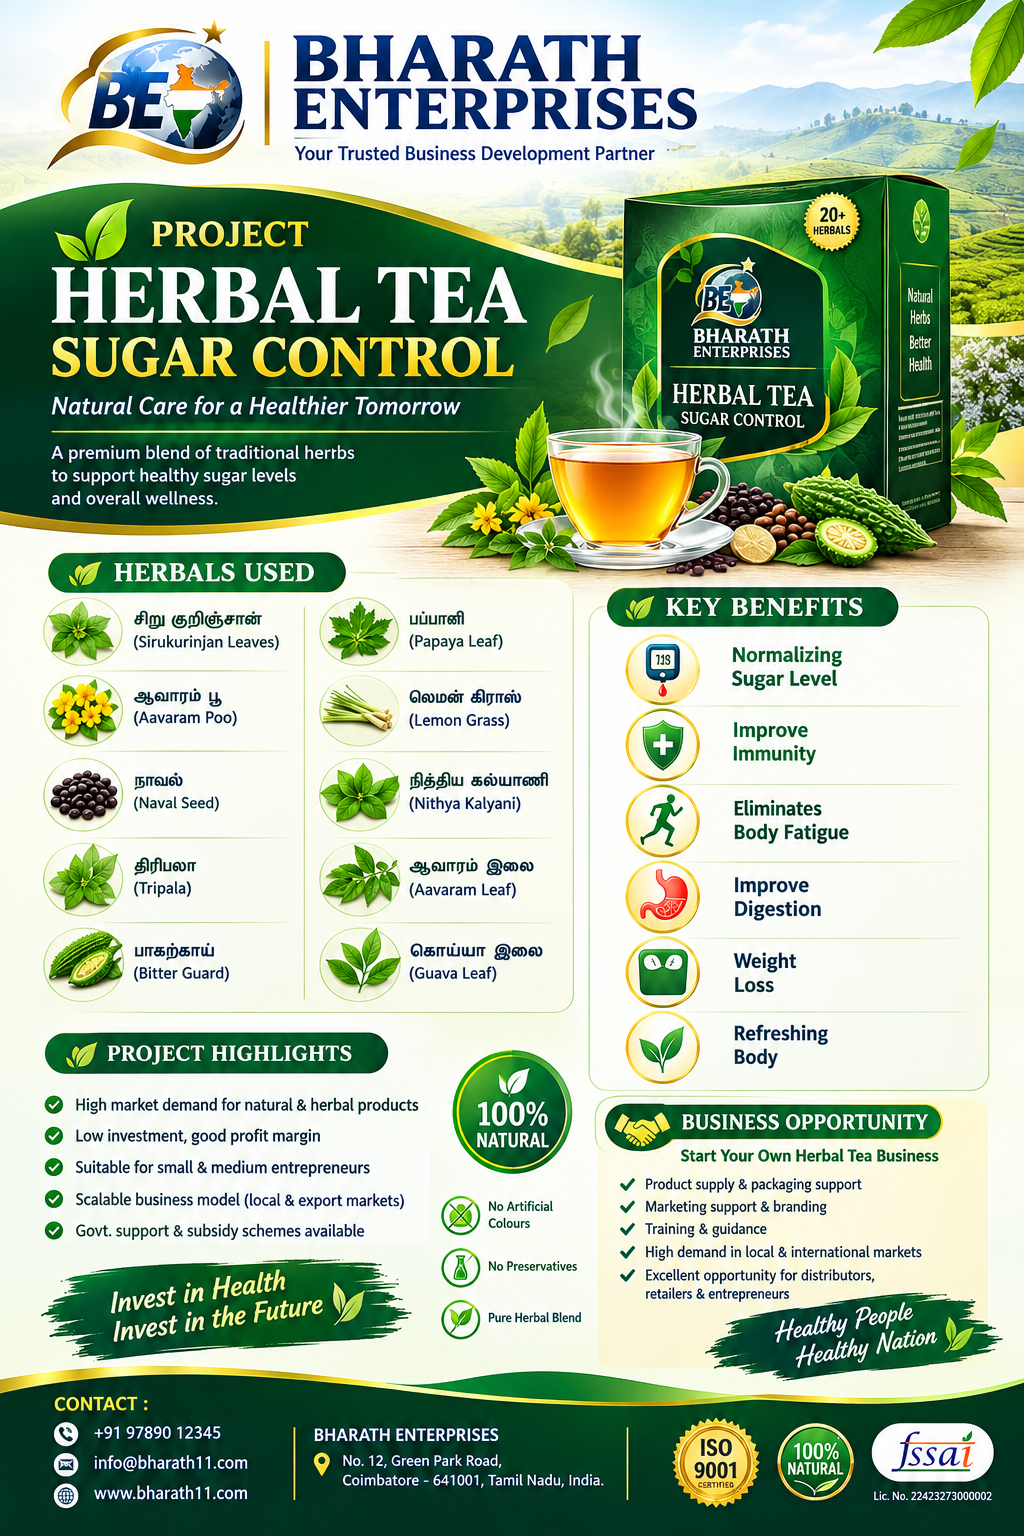 BE
BHARATH
ENTERPRISES
Your Trusted Business Development Partner
PROJECT
HERBAL TEA
SUGAR CONTROL
Natural Care for a Healthier Tomorrow
A premium blend of traditional herbs
to support healthy sugar levels
and overall wellness.
20+
HERBALS
BE
BHARATH
ENTERPRISES
HERBAL TEA
SUGAR CONTROL
Natural
Herbs
Better
Health
HERBALS USED
சிறு குறிஞ்சான்
(Sirukurinjan Leaves)
ஆவாரம் பூ
(Aavaram Poo)
நாவல்
(Naval Seed)
திரிபலா
(Tripala)
பாகற்காய்
(Bitter Guard)
பப்பானி
(Papaya Leaf)
லெமன் கிராஸ்
(Lemon Grass)
நித்திய கல்யாணி
(Nithya Kalyani)
ஆவாரம் இலை
(Aavaram Leaf)
கொய்யா இலை
(Guava Leaf)
KEY BENEFITS
Normalizing
Sugar Level
Improve
Immunity
Eliminates
Body Fatigue
Improve
Digestion
Weight
Loss
Refreshing
Body
PROJECT HIGHLIGHTS
High market demand for natural & herbal products
Low investment, good profit margin
Suitable for small & medium entrepreneurs
Scalable business model (local & export markets)
Govt. support & subsidy schemes available
Invest in Health
Invest in the Future
100%
NATURAL
No Artificial
Colours
No Preservatives
Pure Herbal Blend
BUSINESS OPPORTUNITY
Start Your Own Herbal Tea Business
Product supply & packaging support
Marketing support & branding
Training & guidance
High demand in local & international markets
Excellent opportunity for distributors,
retailers & entrepreneurs
Healthy People
Healthy Nation
CONTACT :
+91 97890 12345
info@bharath11.com
www.bharath11.com
BHARATH ENTERPRISES
No. 12, Green Park Road,
Coimbatore - 641001, Tamil Nadu, India.
ISO
9001
CERTIFIED
100%
NATURAL
fssai
Lic. No. 22423273000002